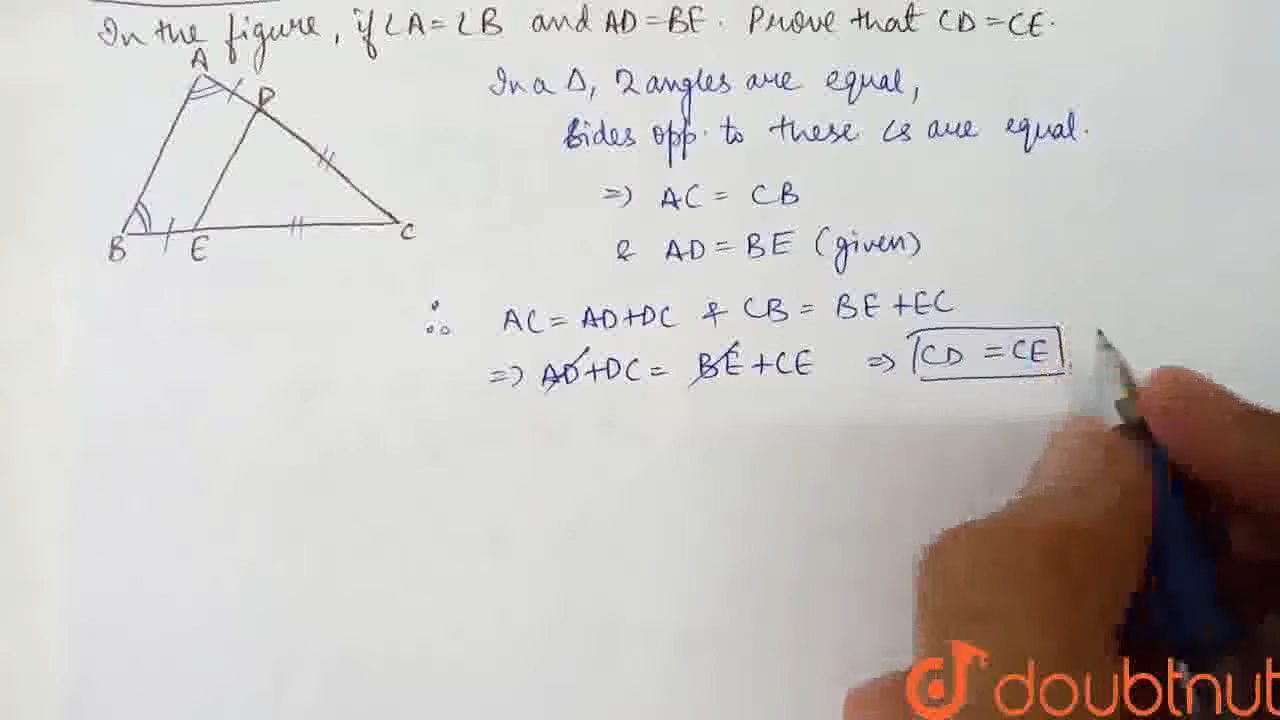 In the figure, if ∠A = ∠B and AD = BE. Prove that CD = CE.
A
D
B
E
C
In a Δ, 2 angles are equal,
Sides opp. to these ∠s are equal.
=) AC = CB
& AD = BE (given)
∴ AC = AD+DC & CB = BE+EC
=) AD+DC = BE+CE =) CD = CE
doubtnut